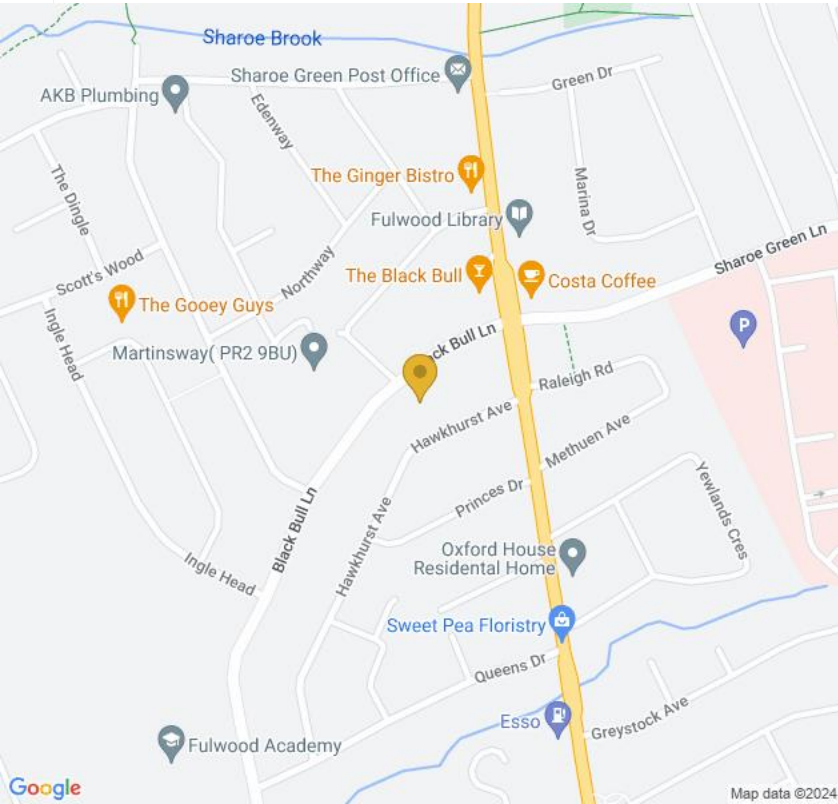 Sharoe Brook
Sharoe Green Post Office
Green Dr
AKB Plumbing
Edenway
The Ginger Bistro
The Dingle
Marina Dr
Fulwood Library
Sharoe Green Ln
Scott's Wood
Northway
The Black Bull
Costa Coffee
The Gooey Guys
Ingle Head
P
Black Bull Ln
Martinsway( PR2 9BU)
Raleigh Rd
Hawkhurst Ave
Methuen Ave
Princes Dr
Yewlands Cres
Black Bull Ln
Hawkhurst Ave
Oxford House
Residential Home
Ingle Head
Sweet Pea Floristry
Queens Dr
Esso
Greystock Ave
Fulwood Academy
Google
Map data ©2024